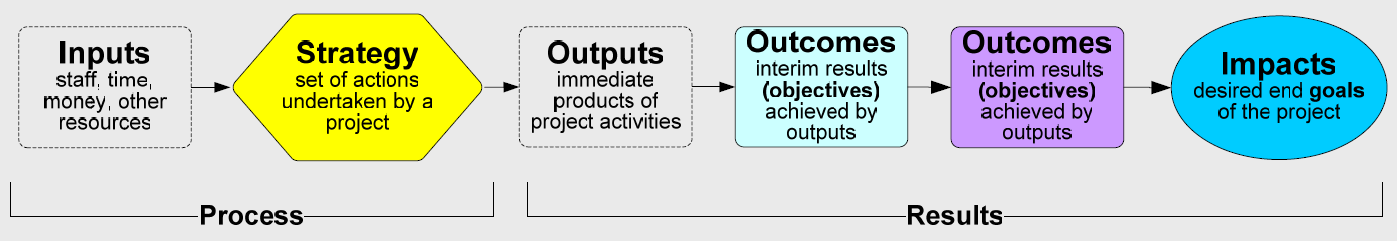 Inputs
staff, time,
money, other
resources
Strategy
set of actions
undertaken by a
project
Outputs
immediate
products of
project activities
Outcomes
interim results
(objectives)
achieved by
outputs
Outcomes
interim results
(objectives)
achieved by
outputs
Impacts
desired end goals
of the project
Process
Results